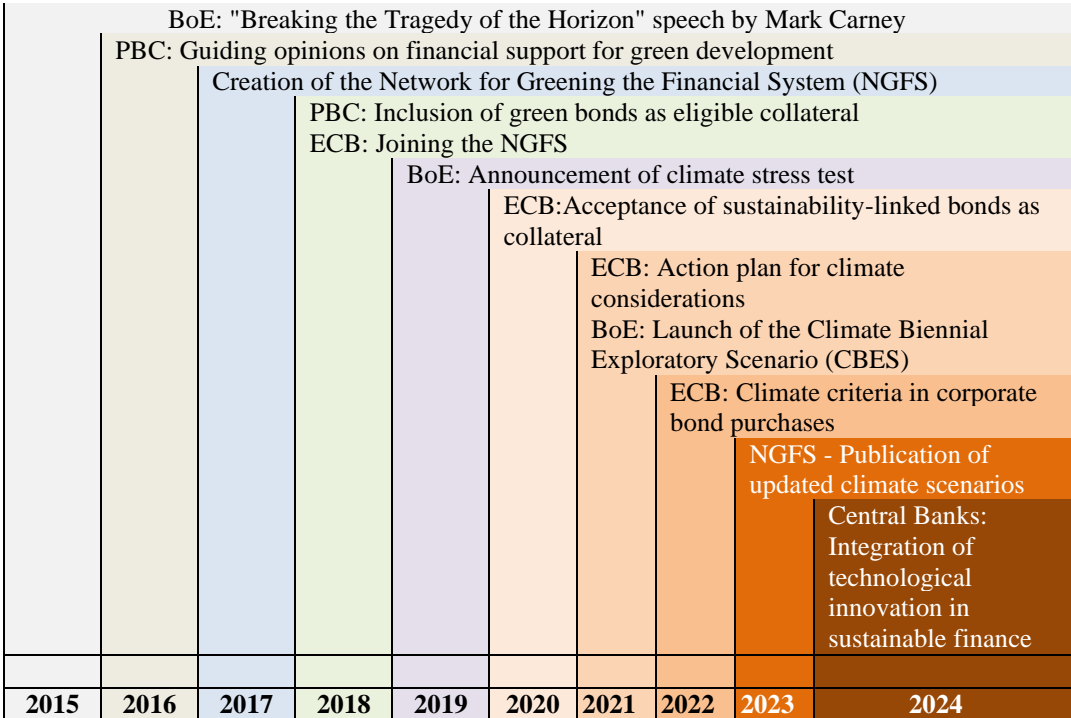 BoE: "Breaking the Tragedy of the Horizon" speech by Mark Carney
PBC: Guiding opinions on financial support for green development
Creation of the Network for Greening the Financial System (NGFS)
PBC: Inclusion of green bonds as eligible collateral
ECB: Joining the NGFS
BoE: Announcement of climate stress test
ECB:Acceptance of sustainability-linked bonds as
collateral
ECB: Action plan for climate
considerations
BoE: Launch of the Climate Biennial
Exploratory Scenario (CBES)
ECB: Climate criteria in corporate
bond purchases
NGFS - Publication of
updated climate scenarios
Central Banks:
Integration of
technological
innovation in
sustainable finance
2015 2016 2017 2018 2019 2020 2021 2022 2023 2024